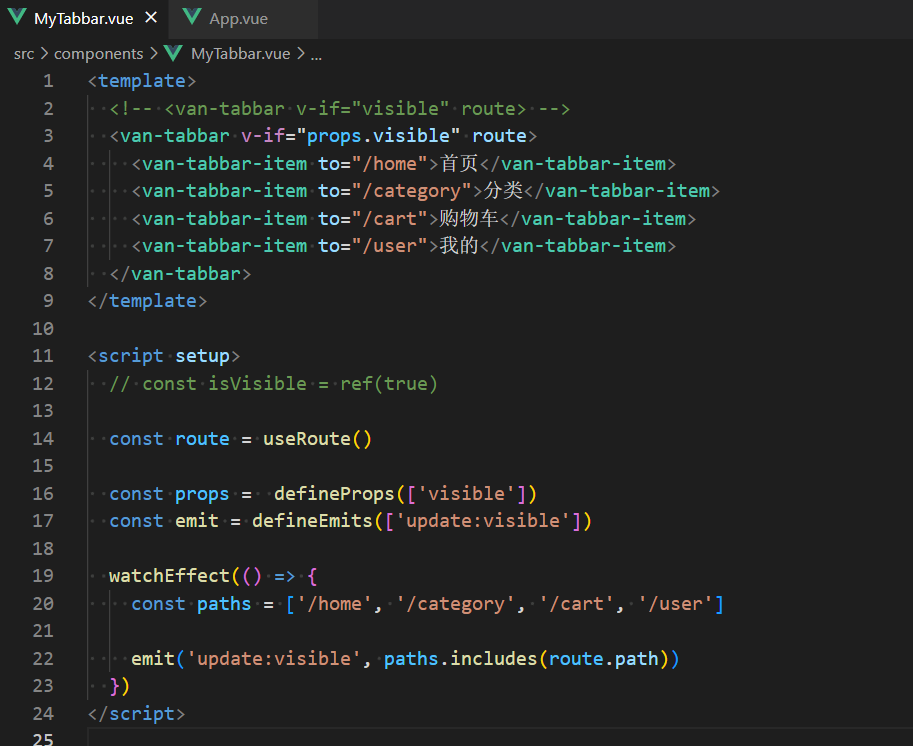 MyTabbar.vue × App.vue
src > components > MyTabbar.vue > ...
1 <template>
2 <!-- <van-tabbar v-if="visible" route> -->
3 <van-tabbar v-if="props.visible" route>
4 <van-tabbar-item to="/home">首页</van-tabbar-item>
5 <van-tabbar-item to="/category">分类</van-tabbar-item>
6 <van-tabbar-item to="/cart">购物车</van-tabbar-item>
7 <van-tabbar-item to="/user">我的</van-tabbar-item>
8 </van-tabbar>
9 </template>
10
11 <script setup>
12 // const isVisible = ref(true)
13
14 const route = useRoute()
15
16 const props =  defineProps(['visible'])
17 const emit = defineEmits(['update:visible'])
18
19 watchEffect(() => {
20 const paths = ['/home', '/category', '/cart', '/user']
21
22 emit('update:visible', paths.includes(route.path))
23 })
24 </script>
25